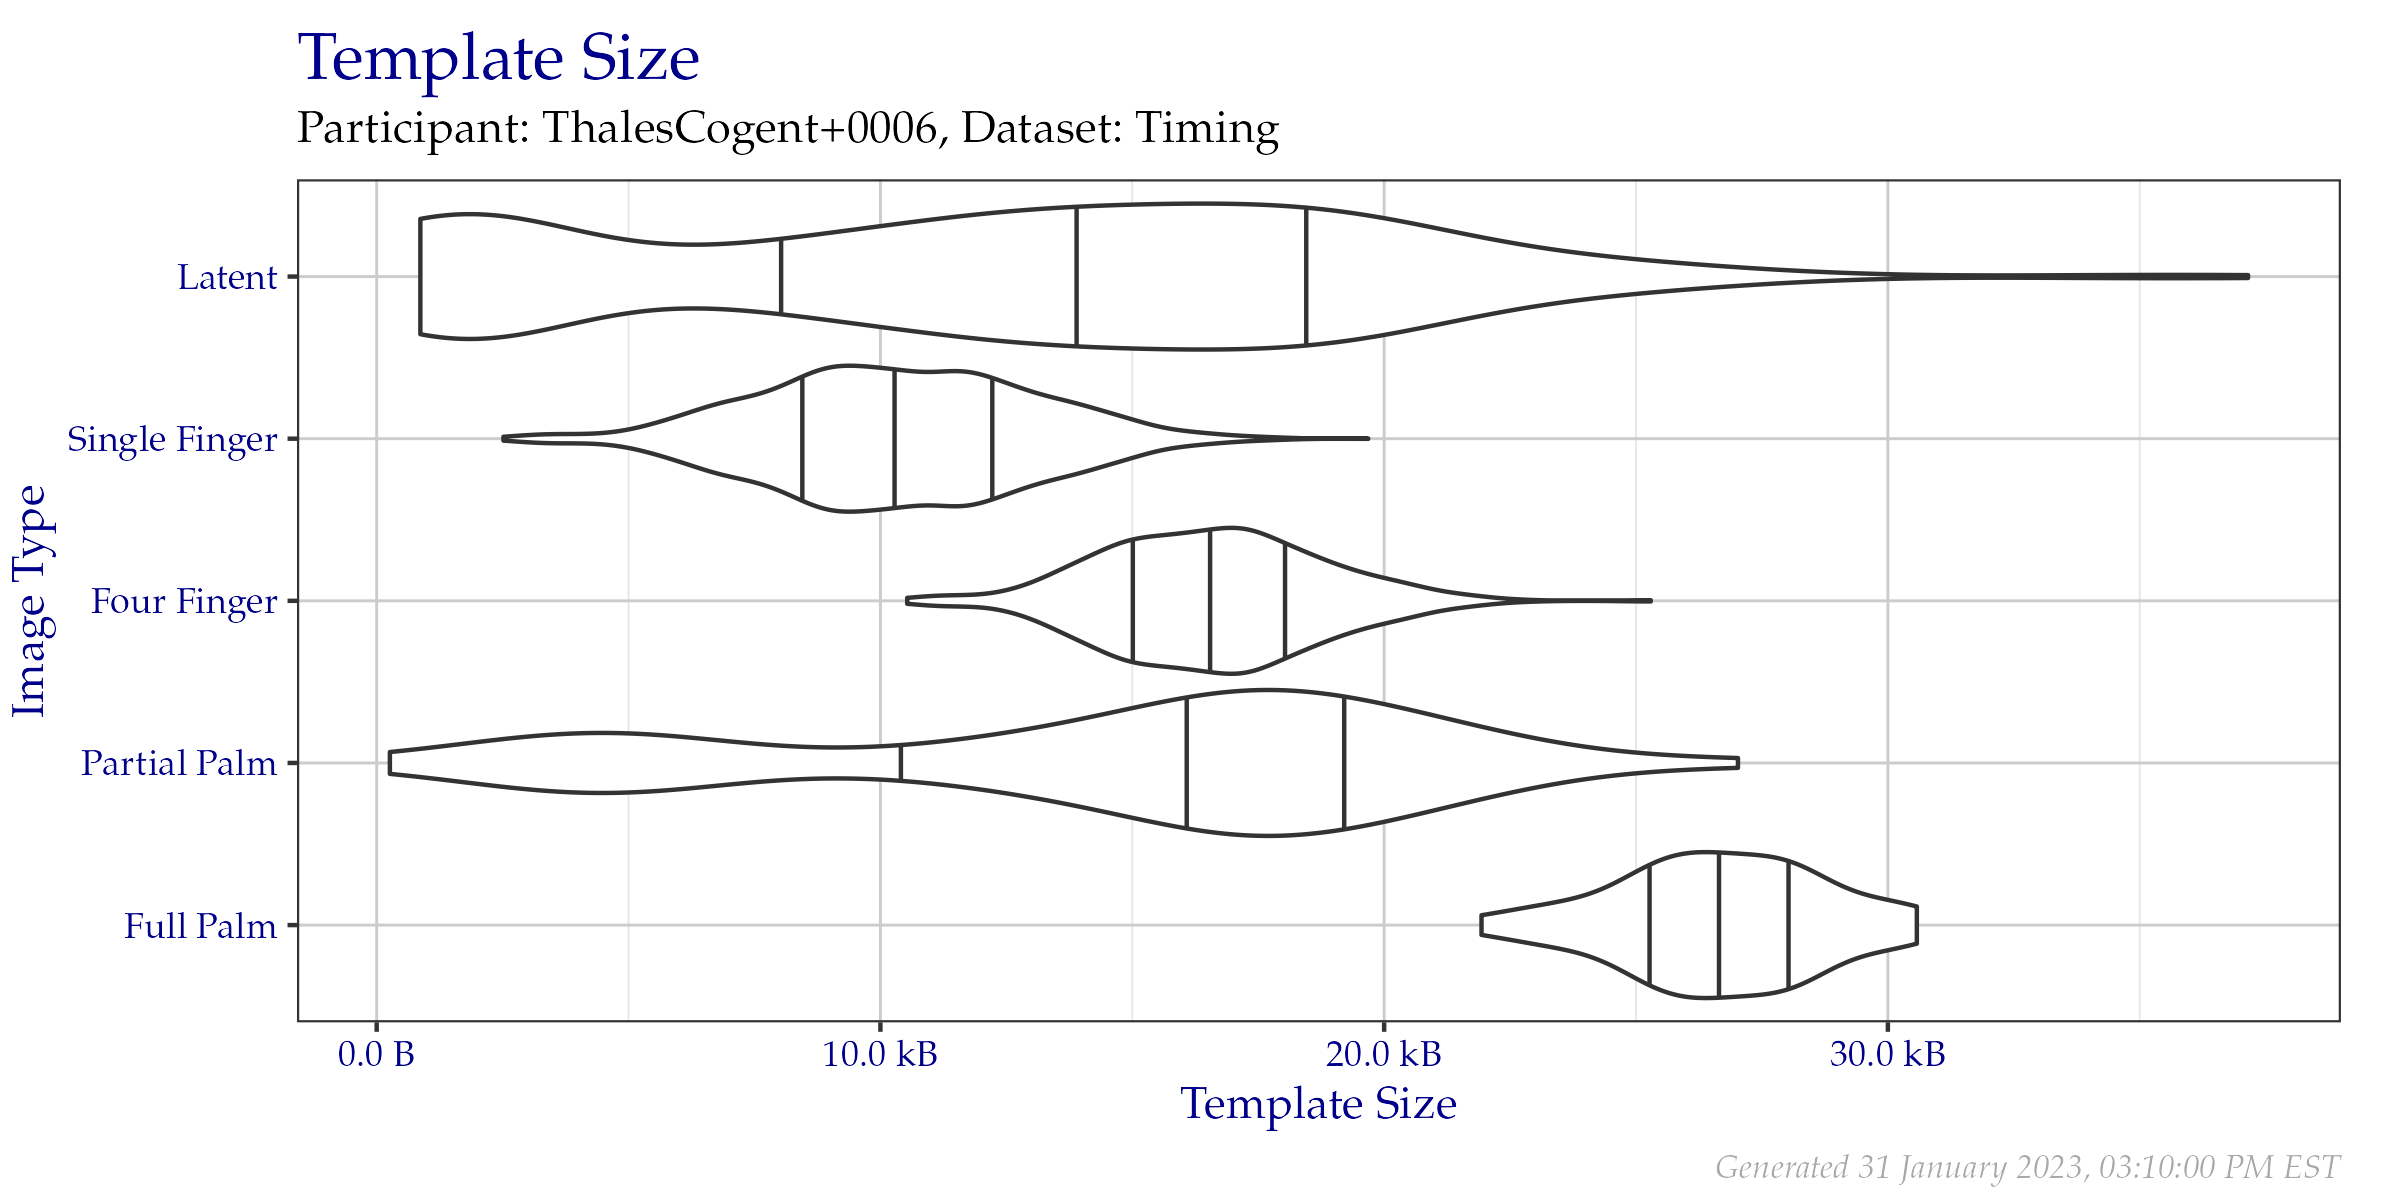 Template Size
Participant: ThalesCogent+0006, Dataset: Timing
Image Type
Latent
Single Finger
Four Finger
Partial Palm
Full Palm
0.0 B
10.0 kB
20.0 kB
30.0 kB
Template Size
Generated 31 January 2023, 03:10:00 PM EST